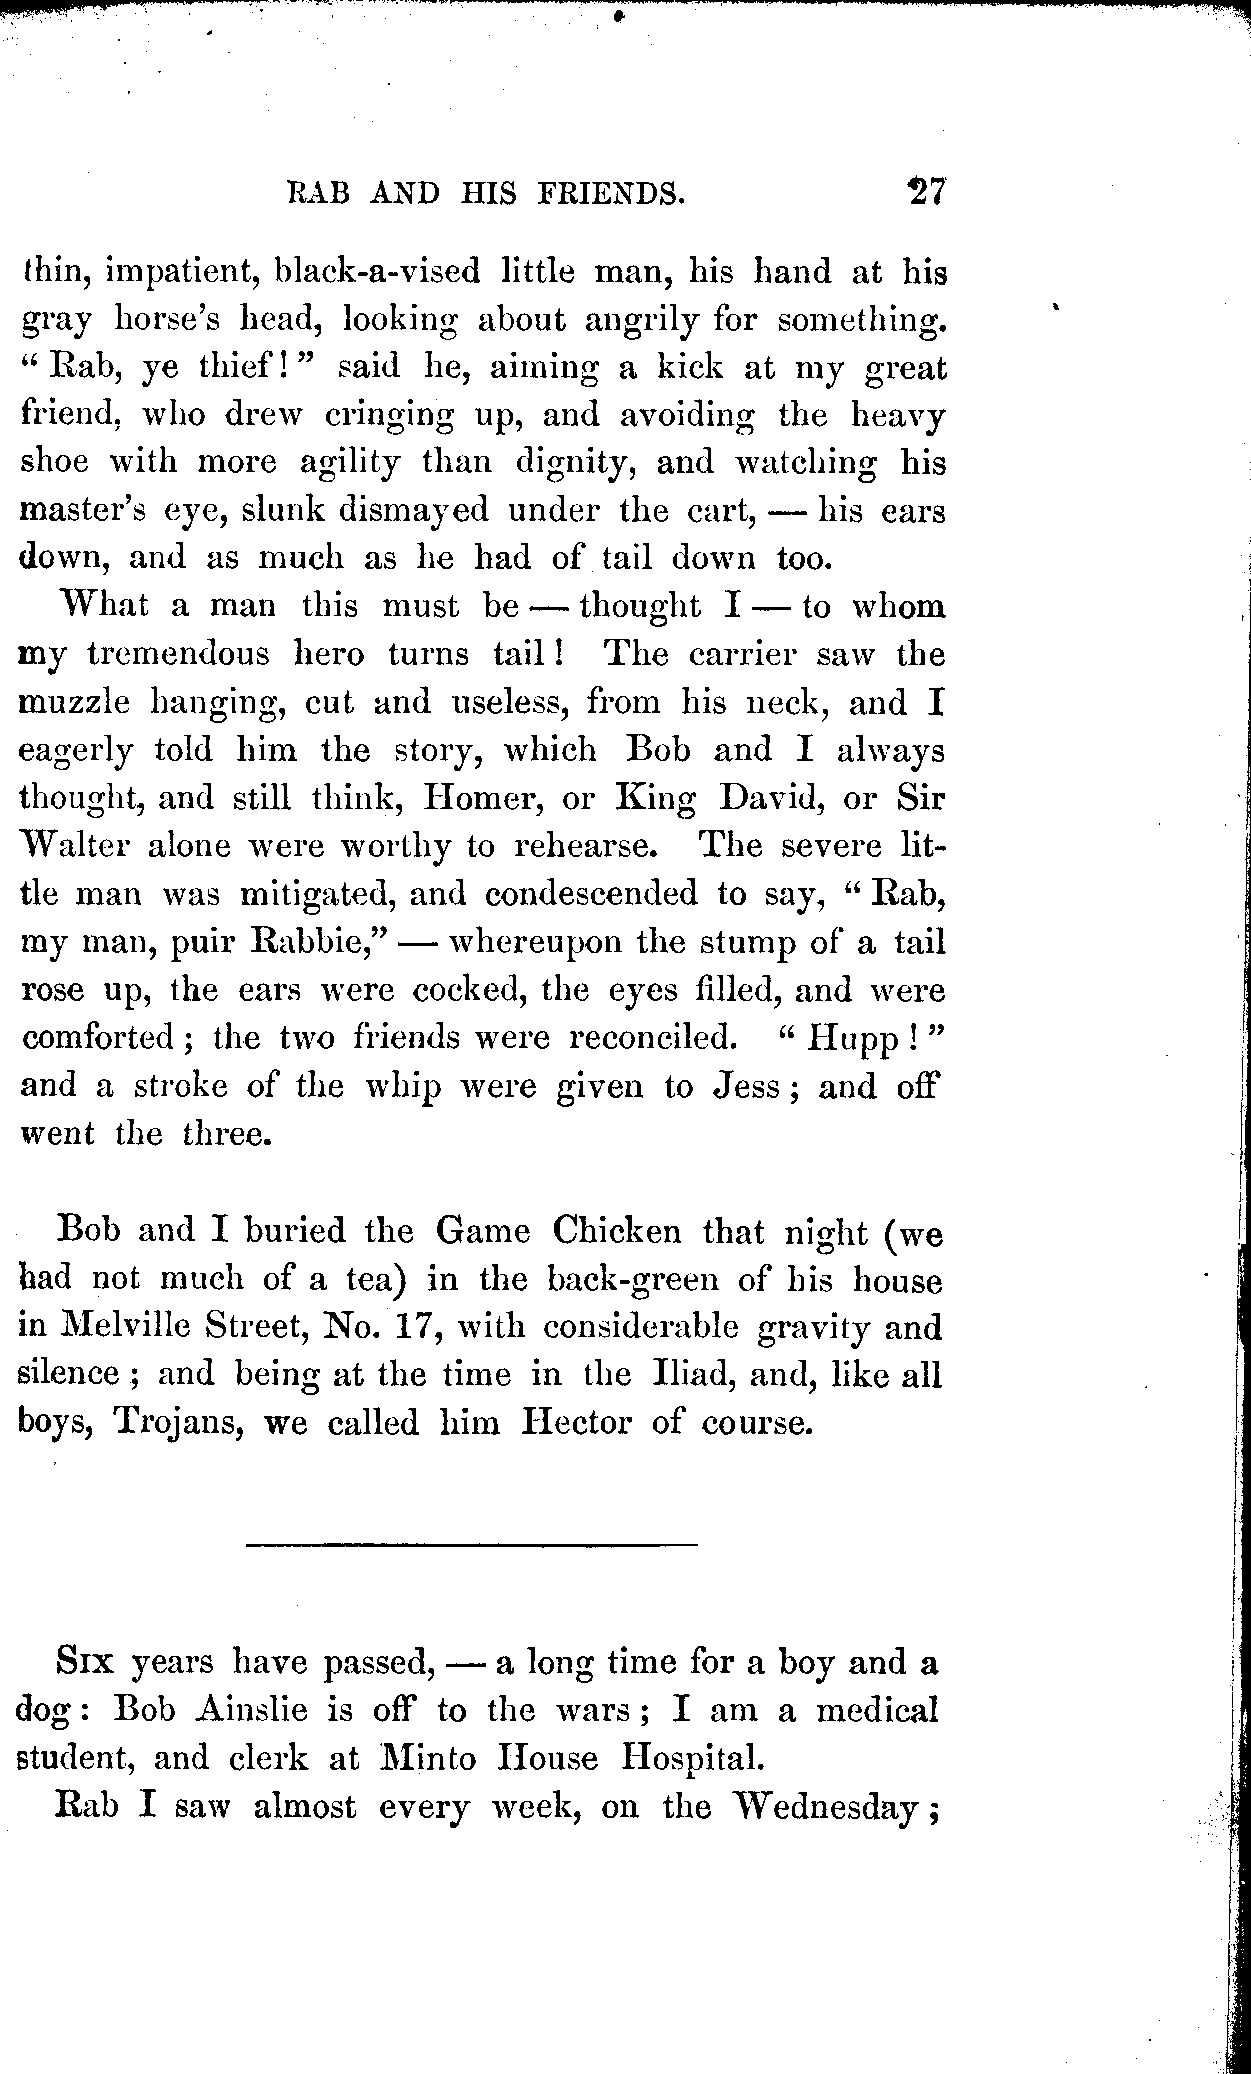 RAB AND HIS FRIENDS. 27
thin, impatient, black-a-vised little man, his hand at his
gray horse's head, looking about angrily for something.
“ Rab, ye thief! ” said he, aiming a kick at my great
friend, who drew cringing up, and avoiding the heavy
shoe with more agility than dignity, and watching his
master's eye, slunk dismayed under the cart, — his ears
down, and as much as he had of tail down too.
What a man this must be — thought I — to whom
my tremendous hero turns tail ! The carrier saw the
muzzle hanging, cut and useless, from his neck, and I
eagerly told him the story, which Bob and I always
thought, and still think, Homer, or King David, or Sir
Walter alone were worthy to rehearse. The severe lit-
tle man was mitigated, and condescended to say, “ Rab,
my man, puir Rabbie,” — whereupon the stump of a tail
rose up, the ears were cocked, the eyes filled, and were
comforted ; the two friends were reconciled. “ Hupp ! ”
and a stroke of the whip were given to Jess ; and off
went the three.
Bob and I buried the Game Chicken that night (we
had not much of a tea) in the back-green of his house
in Melville Street, No. 17, with considerable gravity and
silence ; and being at the time in the Iliad, and, like all
boys, Trojans, we called him Hector of course.
SIX years have passed, — a long time for a boy and a
dog : Bob Ainslie is off to the wars ; I am a medical
student, and clerk at Minto House Hospital.
Rab I saw almost every week, on the Wednesday ;